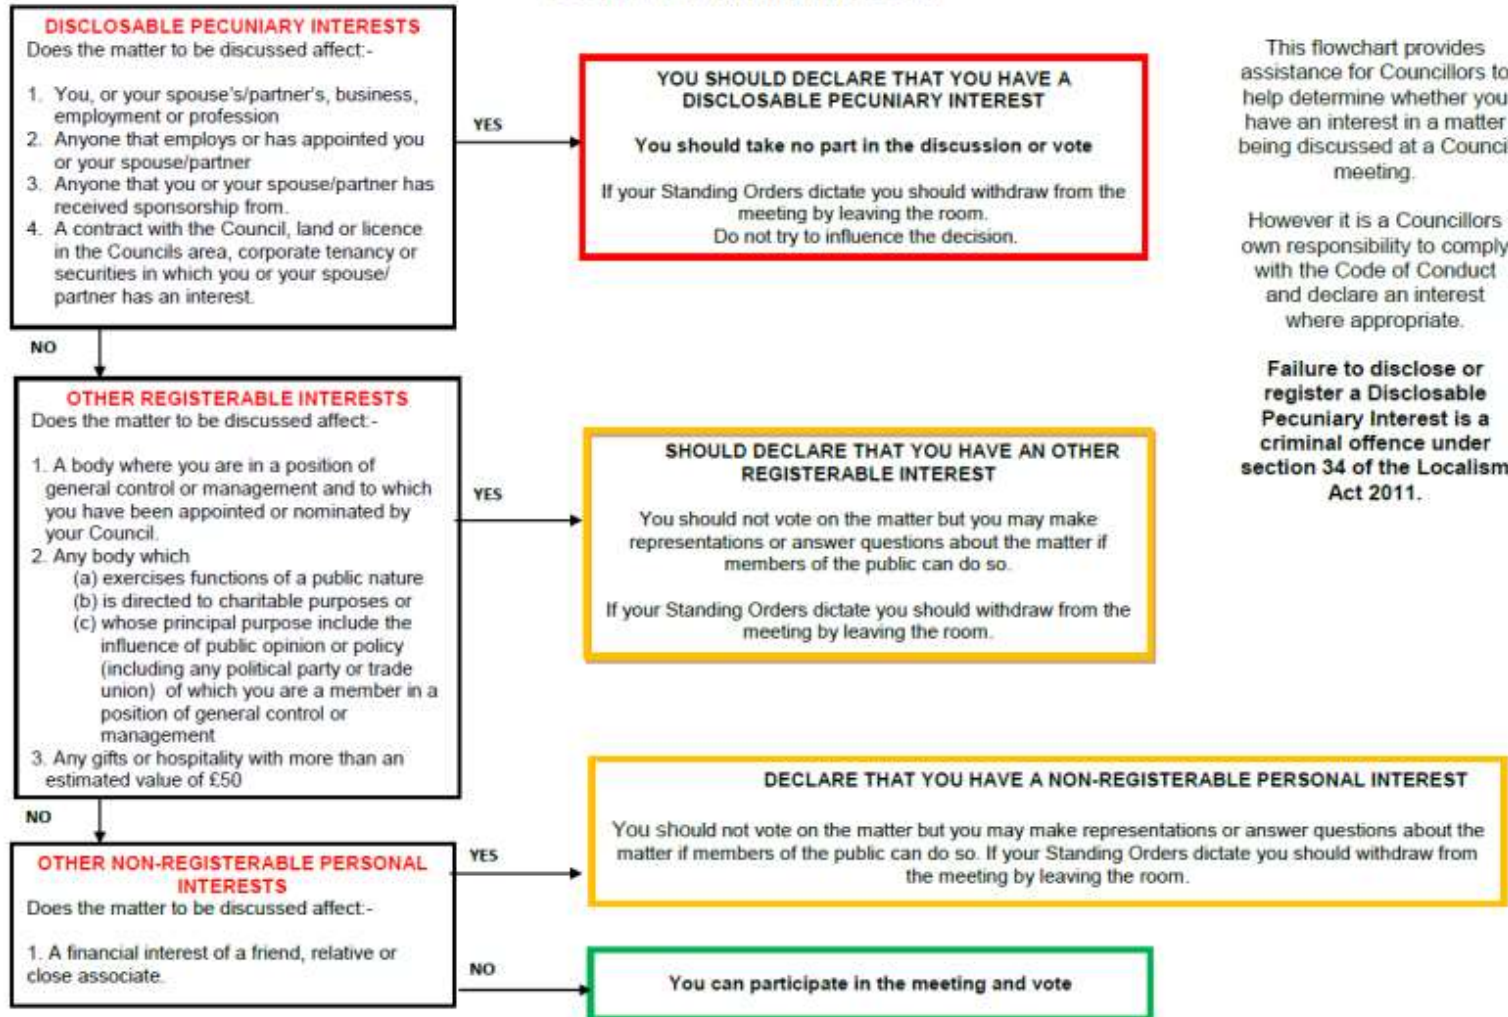 DISCLOSABLE PECUNIARY INTERESTS
Does the matter to be discussed affect:-
1. You, or your spouse's/partner's, business,
employment or profession
2. Anyone that employs or has appointed you
or your spouse/partner
3. Anyone that you or your spouse/partner has
received sponsorship from.
4. A contract with the Council, land or licence
in the Councils area, corporate tenancy or
securities in which you or your spouse/
partner has an interest.
YES
YOU SHOULD DECLARE THAT YOU HAVE A
DISCLOSABLE PECUNIARY INTEREST
You should take no part in the discussion or vote
If your Standing Orders dictate you should withdraw from the
meeting by leaving the room.
Do not try to influence the decision.
This flowchart provides
assistance for Councillors to
help determine whether you
have an interest in a matter
being discussed at a Council
meeting.
However it is a Councillors
own responsibility to comply
with the Code of Conduct
and declare an interest
where appropriate.
Failure to disclose or
register a Disclosable
Pecuniary Interest is a
criminal offence under
section 34 of the Localism
Act 2011.
NO
OTHER REGISTERABLE INTERESTS
Does the matter to be discussed affect:-
1. A body where you are in a position of
general control or management and to which
you have been appointed or nominated by
your Council.
2. Any body which
(a) exercises functions of a public nature
(b) is directed to charitable purposes or
(c) whose principal purpose include the
influence of public opinion or policy
(including any political party or trade
union) of which you are a member in a
position of general control or
management
3. Any gifts or hospitality with more than an
estimated value of £50
YES
SHOULD DECLARE THAT YOU HAVE AN OTHER
REGISTERABLE INTEREST
You should not vote on the matter but you may make
representations or answer questions about the matter if
members of the public can do so.
If your Standing Orders dictate you should withdraw from the
meeting by leaving the room.
NO
OTHER NON-REGISTERABLE PERSONAL
INTERESTS
Does the matter to be discussed affect:-
1. A financial interest of a friend, relative or
close associate.
YES
DECLARE THAT YOU HAVE A NON-REGISTERABLE PERSONAL INTEREST
You should not vote on the matter but you may make representations or answer questions about the
matter if members of the public can do so. If your Standing Orders dictate you should withdraw from
the meeting by leaving the room.
NO
You can participate in the meeting and vote